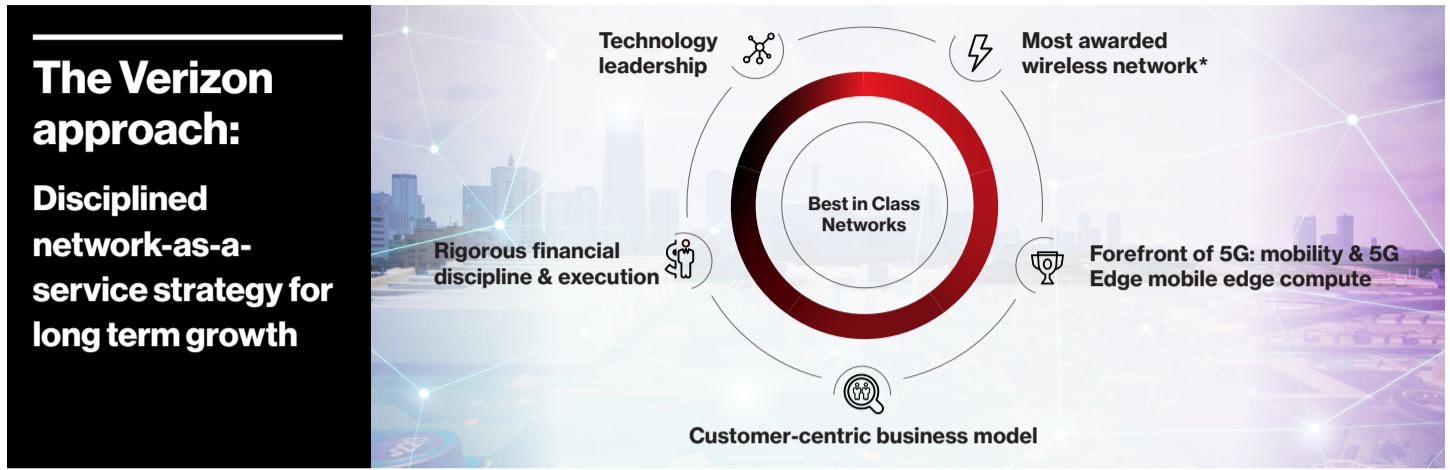 The Verizon
approach:
Disciplined
network-as-a-
service strategy for
long term growth
Technology
leadership
Most awarded
wireless network*
Best in Class
Networks
Rigorous financial
discipline & execution
Forefront of 5G: mobility & 5G
Edge mobile edge compute
Customer-centric business model